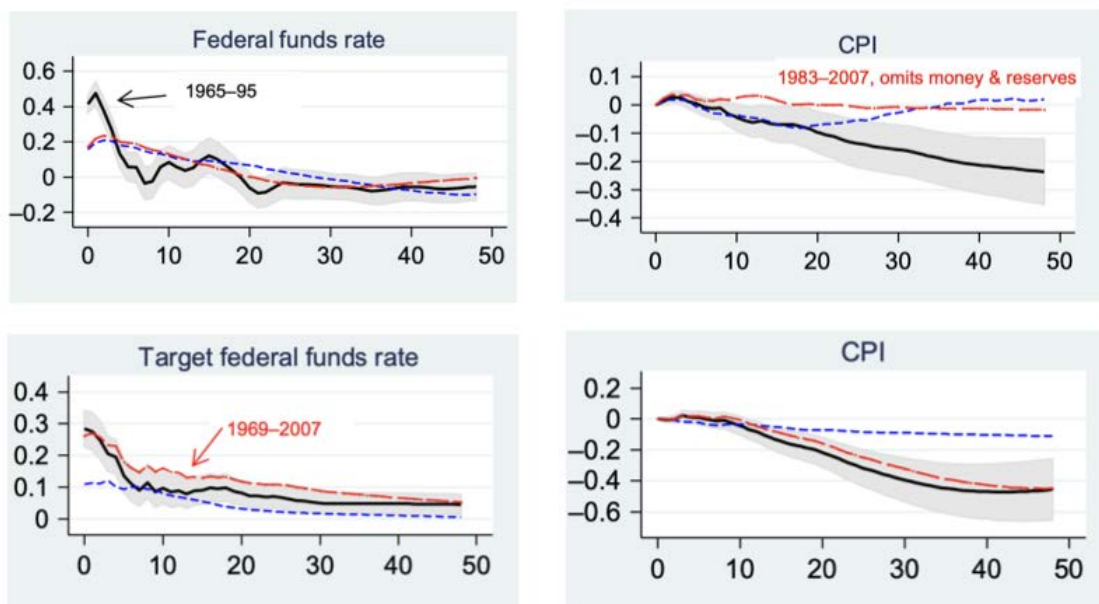 Federal funds rate
0.6
0.4
0.2
0
–0.2
1965–95
0 10 20 30 40 50
CPI
0.1
0
–0.1
–0.2
–0.3
–0.4
1983–2007, omits money & reserves
0 10 20 30 40 50
Target federal funds rate
0.4
0.3
0.2
0.1
0
1969–2007
0 10 20 30 40 50
CPI
0.2
0
–0.2
–0.4
–0.6
0 10 20 30 40 50